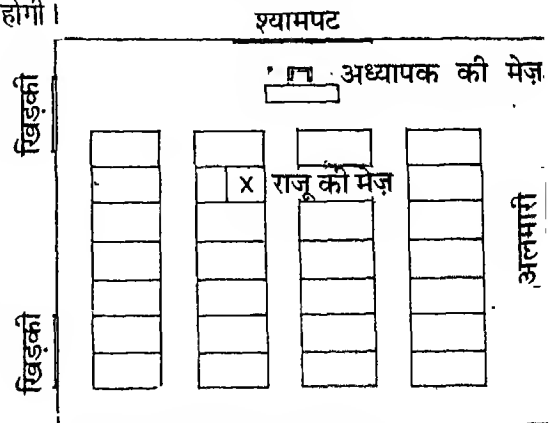 होगी।
श्यामपट
अध्यापक की मेज़
खिड़की
X राजू की मेज़
अलमारी
खिड़की